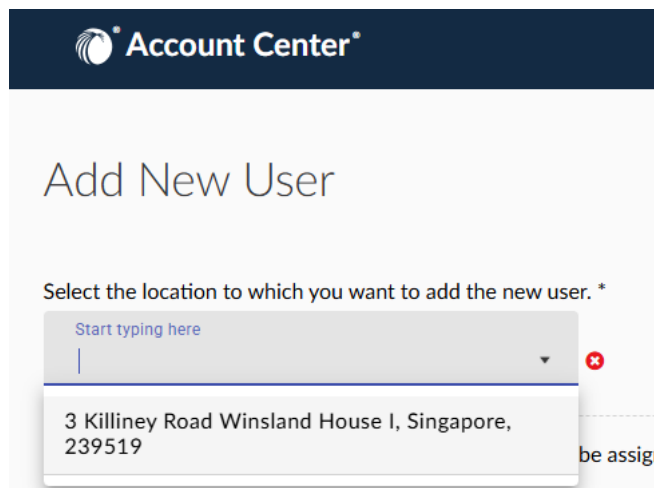 Account Center®
Add New User
Select the location to which you want to add the new user. *
Start typing here
3 Killiney Road Winsland House I, Singapore,
239519
be assig